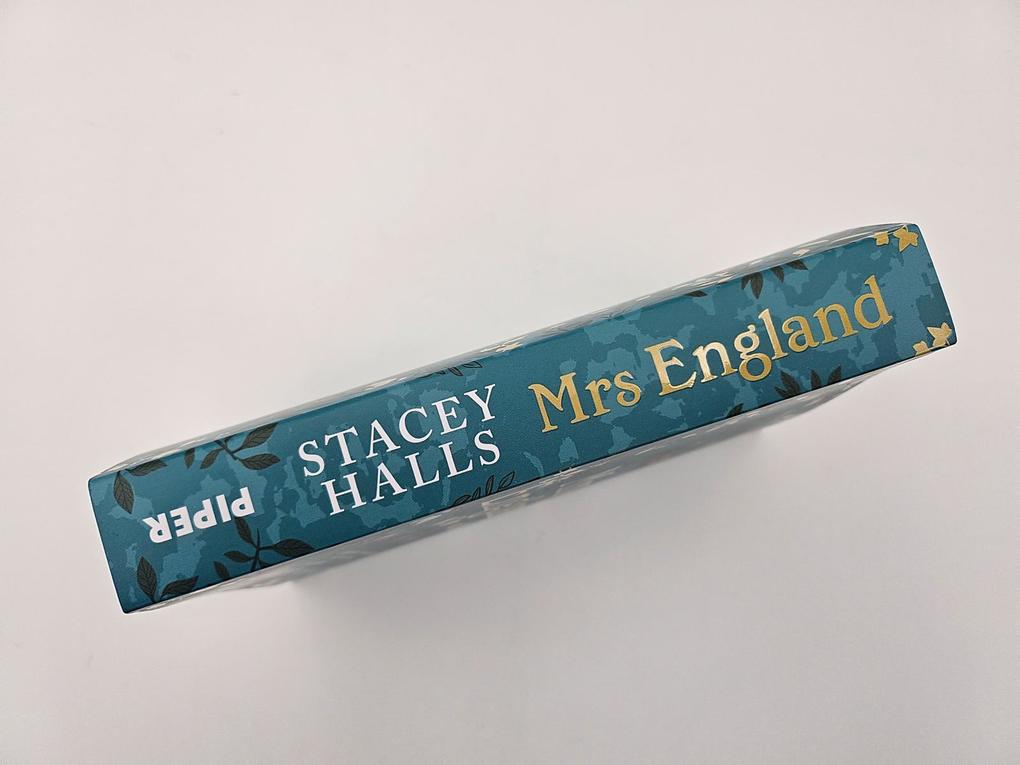 PIPER
STACEY
HALLS
Mrs England